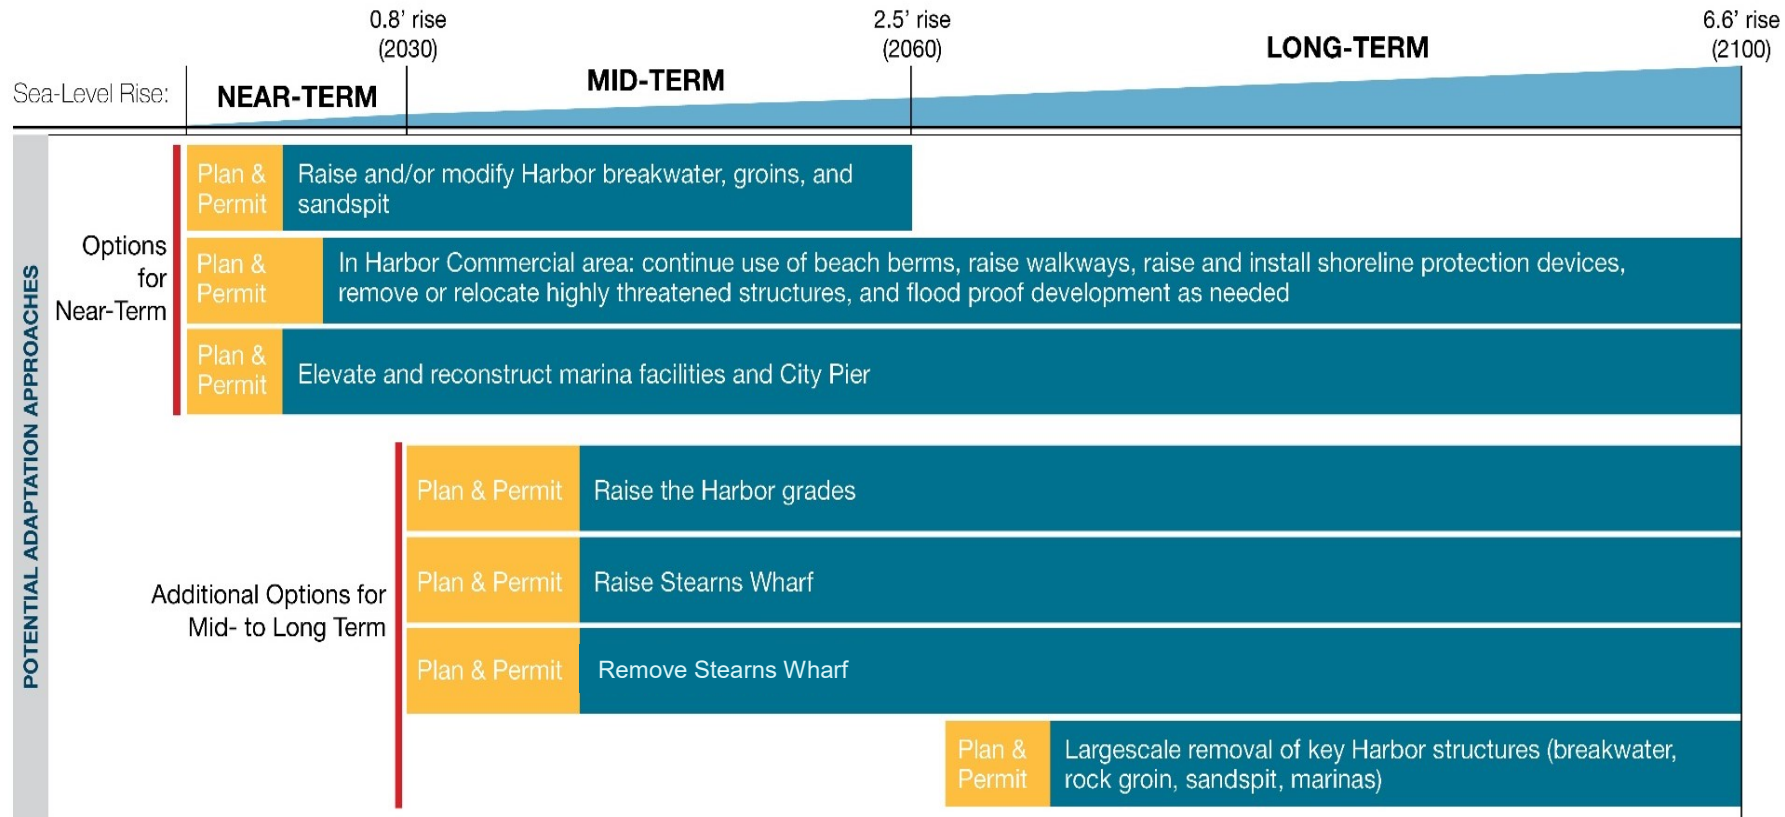 0.8’ rise
(2030)
2.5’ rise
(2060)
6.6’ rise
(2100)
Sea-Level Rise:
NEAR-TERM
MID-TERM
LONG-TERM
POTENTIAL ADAPTATION APPROACHES
Options
for
Near-Term
Plan &
Permit
Raise and/or modify Harbor breakwater, groins, and
sandspit
Plan &
Permit
In Harbor Commercial area: continue use of beach berms, raise walkways, raise and install shoreline protection devices,
remove or relocate highly threatened structures, and flood proof development as needed
Plan &
Permit
Elevate and reconstruct marina facilities and City Pier
Additional Options for
Mid- to Long Term
Plan & Permit
Raise the Harbor grades
Plan & Permit
Raise Stearns Wharf
Plan & Permit
Remove Stearns Wharf
Plan &
Permit
Largescale removal of key Harbor structures (breakwater,
rock groin, sandspit, marinas)